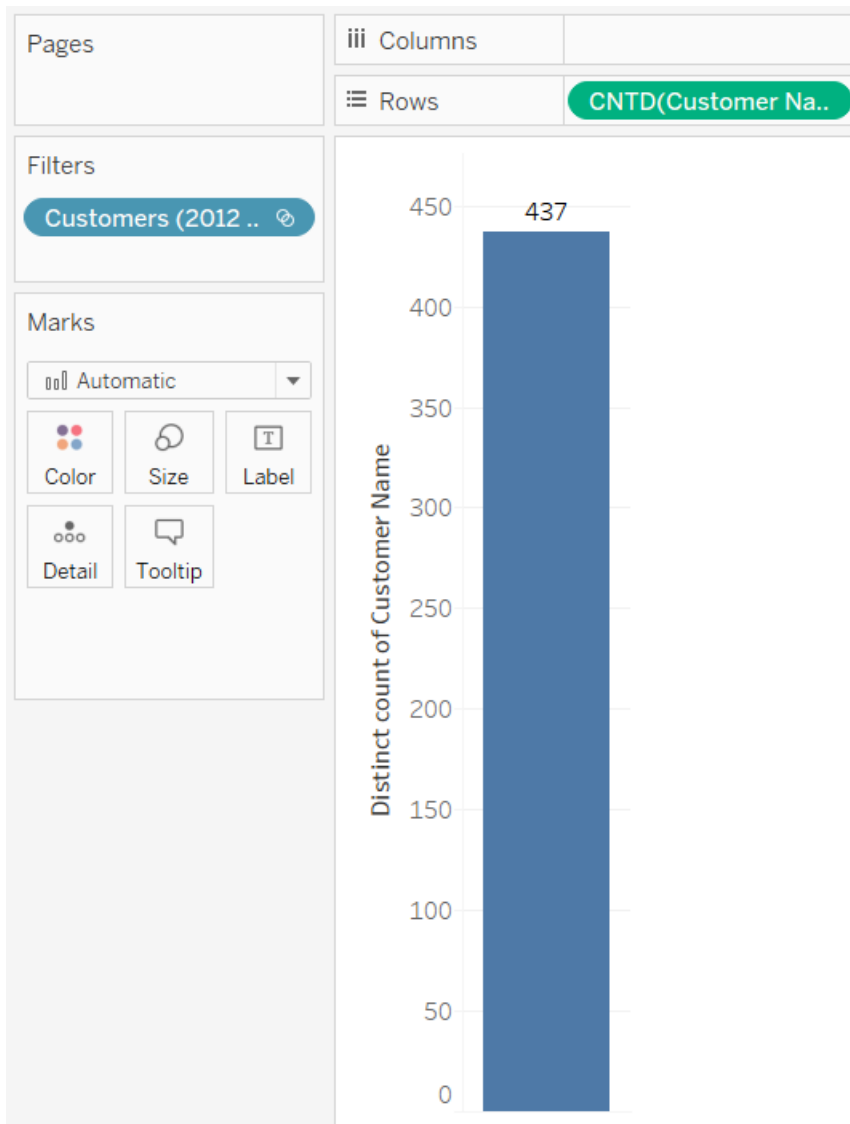 Pages
Columns
Rows
CNTD(Customer Na..
Filters
Customers (2012 ..
Marks
Automatic
Color
Size
Label
T
Detail
Tooltip
437
450
400
350
300
250
200
150
100
50
0
Distinct count of Customer Name